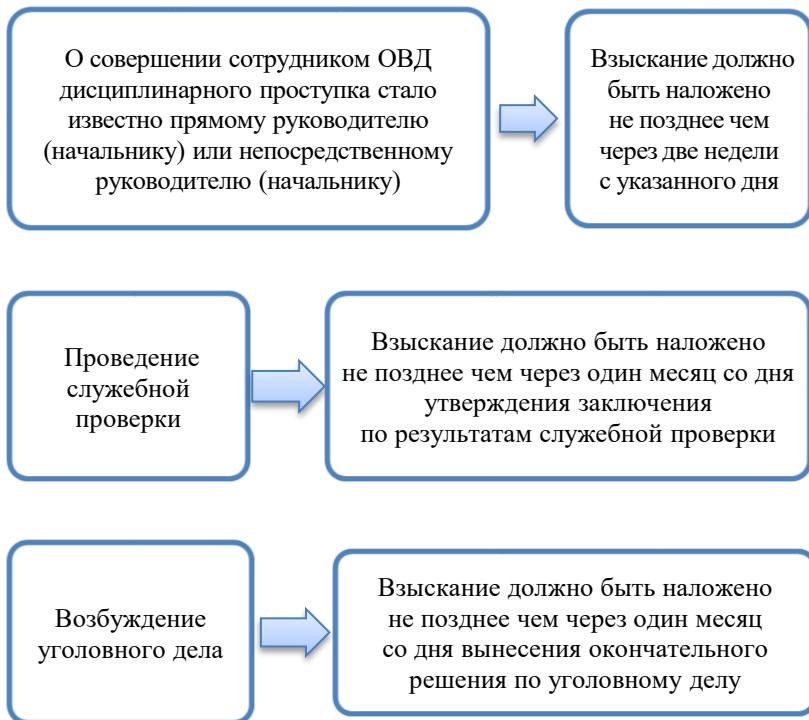 О совершении сотрудником ОВД
дисциплинарного проступка стало
известно прямому руководителю
(начальнику) или непосредственному
руководителю (начальнику)
Взыскание должно
быть наложено
не позднее чем
через две недели
с указанного дня
Проведение
служебной
проверки
Взыскание должно быть наложено
не позднее чем через один месяц со дня
утверждения заключения
по результатам служебной проверки
Возбуждение
уголовного дела
Взыскание должно быть наложено
не позднее чем через один месяц
со дня вынесения окончательного
решения по уголовному делу